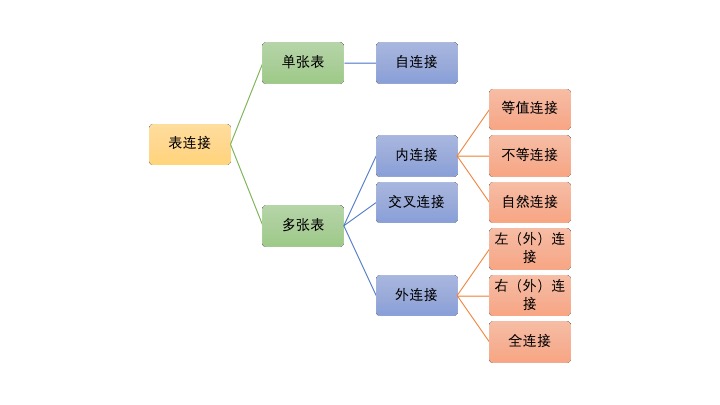 表连接
单张表
自连接
多张表
内连接
等值连接
不等连接
自然连接
交叉连接
外连接
左（外）连
接
右（外）连
接
全连接